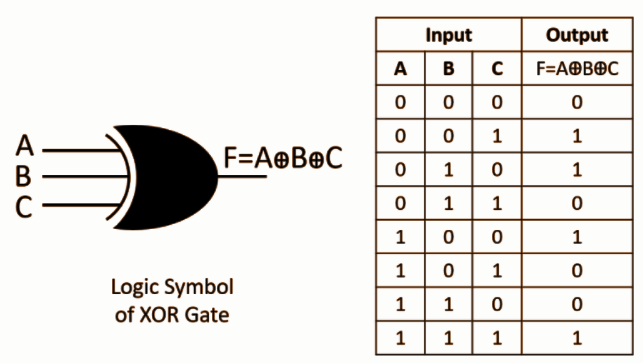 A
B
C
F=A⊕B⊕C
Logic Symbol
of XOR Gate
Input Output
A B C F=A⊕B⊕C
0 0 0 0
0 0 1 1
0 1 0 1
0 1 1 0
1 0 0 1
1 0 1 0
1 1 0 0
1 1 1 1